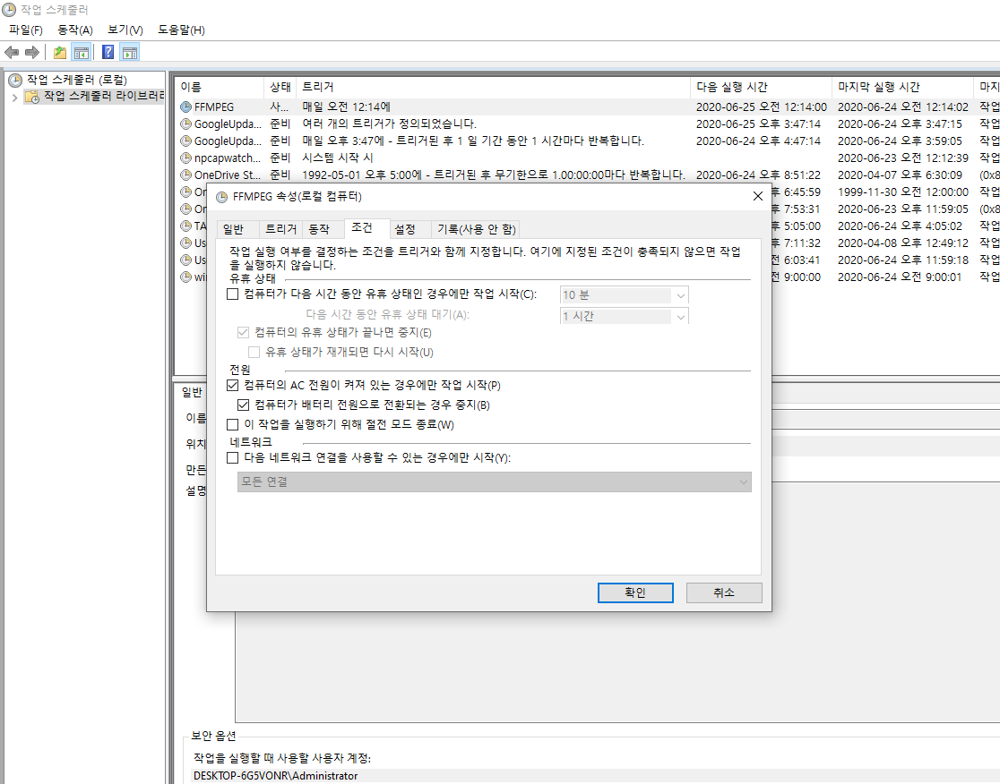 작업 스케줄러
파일(F) 동작(A) 보기(V) 도움말(H)
작업 스케줄러 (로컬)
작업 스케줄러 라이브러리
이름 상태 트리거 다음 실행 시간 마지막 실행 시간 마지
FFMPEG 사... 매일 오전 12:14에 2020-06-25 오전 12:14:00 2020-06-24 오전 12:14:02 작업
GoogleUpda... 준비 여러 개의 트리거가 정의되었습니다. 2020-06-25 오후 3:47:14 2020-06-24 오후 3:47:15 작업
GoogleUpda... 준비 매일 오후 3:47에 - 트리거된 후 1 일 기간 동안 1 시간마다 반복합니다. 2020-06-24 오후 4:47:14 2020-06-24 오후 3:59:05 작업
npcapwatch... 준비 시스템 시작 시 2020-06-23 오전 12:12:39 작업
OneDrive St... 준비 1992-05-01 오후 5:00에 - 트리거된 후 무기한으로 1.00:00:00마다 반복합니다. 2020-06-24 오후 8:51:22 2020-04-07 오후 6:30:09 (0x8
On 후 6:45:59 1999-11-30 오전 12:00:00 작업
On 후 7:53:31 2020-06-23 오후 11:59:05 (0x8
TA 후 5:05:00 2020-06-24 오후 4:05:02 작업
Us 후 7:11:32 2020-04-08 오후 12:49:12 작업
Us 전 6:03:41 2020-06-24 오후 11:59:18 작업
win 전 9:00:00 2020-06-24 오전 9:00:01 작업
FFMPEG 속성(로컬 컴퓨터)
일반 트리거 동작 조건 설정 기록(사용 안 함)
작업 실행 여부를 결정하는 조건을 트리거와 함께 지정합니다. 여기에 지정된 조건이 충족되지 않으면 작업
을 실행하지 않습니다.
유휴 상태
컴퓨터가 다음 시간 동안 유휴 상태인 경우에만 작업 시작(C): 10 분
다음 시간 동안 유휴 상태 대기(A): 1 시간
컴퓨터의 유휴 상태가 끝나면 중지(E)
유휴 상태가 재개되면 다시 시작(U)
전원
컴퓨터의 AC 전원이 켜져 있는 경우에만 작업 시작(P)
컴퓨터가 배터리 전원으로 전환되는 경우 중지(B)
이 작업을 실행하기 위해 절전 모드 종료(W)
네트워크
다음 네트워크 연결을 사용할 수 있는 경우에만 시작(Y):
모든 연결
확인 취소
일반
이름
위치
만든
설명
보안 옵션
작업을 실행할 때 사용할 사용자 계정:
DESKTOP-6G5VONR\Administrator